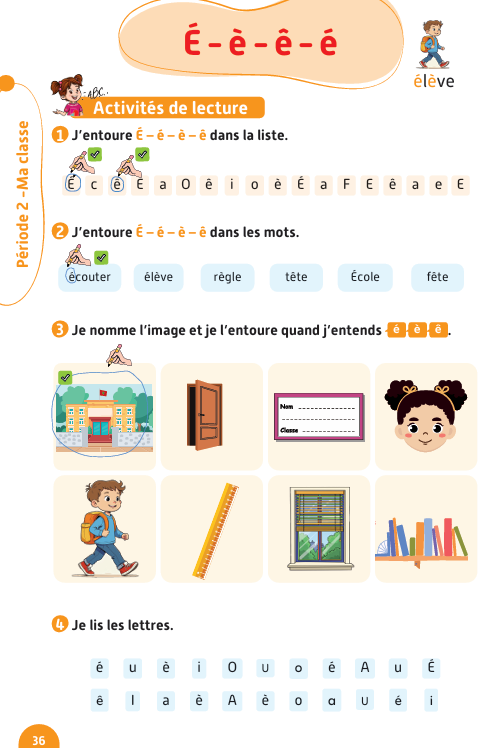 É - è - ê - é
élève
ABC..
Activités de lecture
Période 2 -Ma classe
1 J'entoure É – é – è – ê dans la liste.
É c ê E a O ê i o è É a F E ê a e E
2 J'entoure É – é – è – ê dans les mots.
écouter élève règle tête École fête
3 Je nomme l'image et je l'entoure quand j'entends é è ê .
Nom
Classe
4 Je lis les lettres.
é u è i O U o é A u É
ê l a è A è o a U é i
36